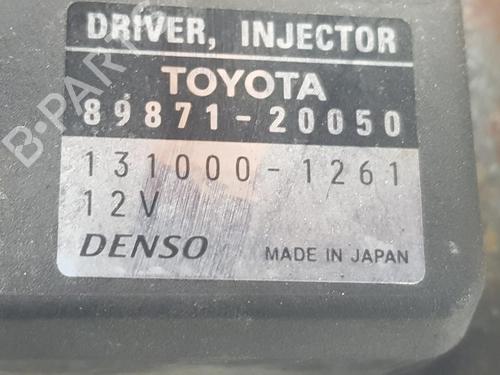 DRIVER, INJECTOR
TOYOTA
89871-20050
131000-1261
12V
DENSO MADE IN JAPAN
B-PARTS